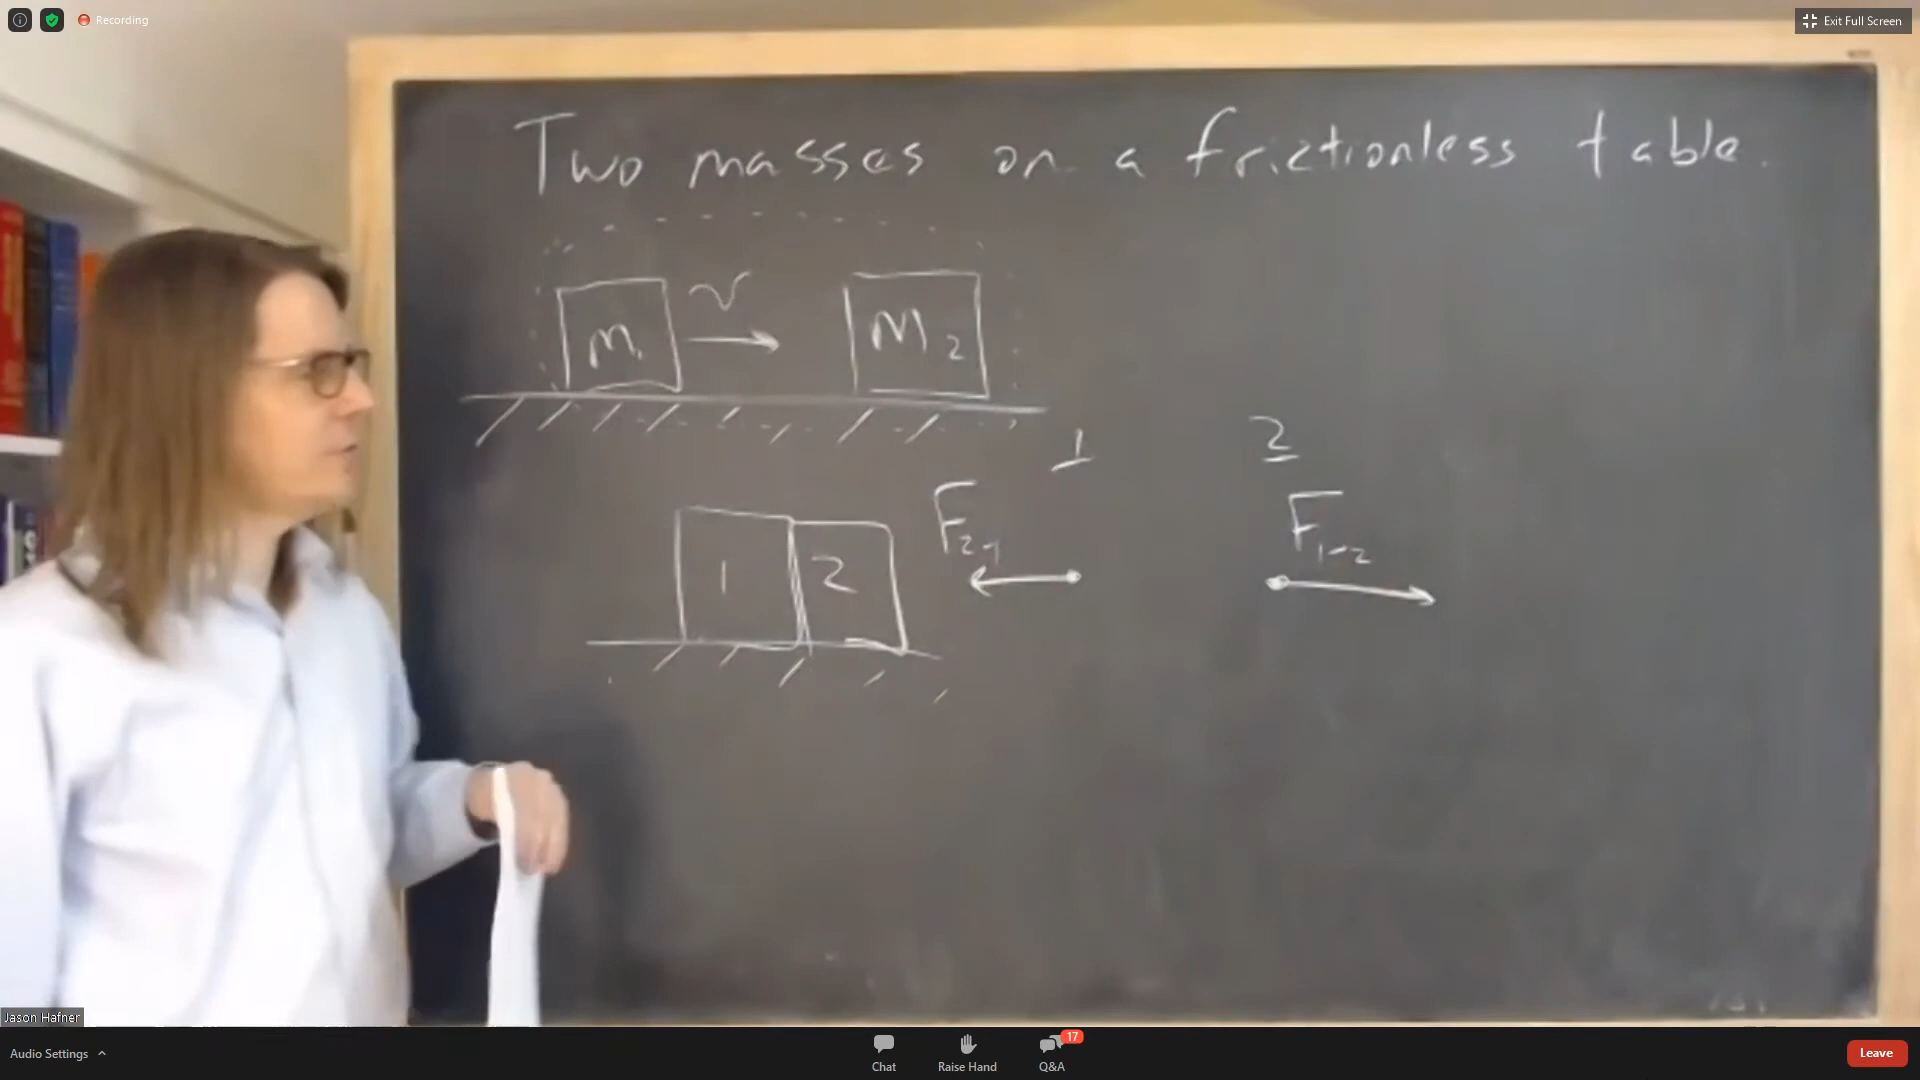 Recording
Exit Full Screen
Two masses on a frictionless table.
m₁ v m₂
1 2
F₂₋₁ F₁₋₂
1 2
Jason Hafner
Audio Settings
Chat
Raise Hand
17
Q&A
Leave